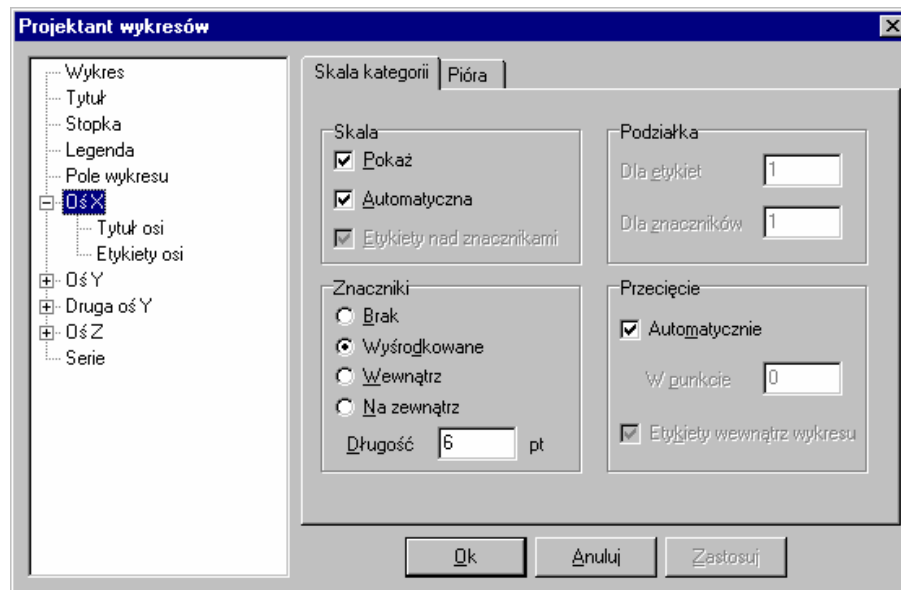 Projektant wykresów
Wykres
Tytuł
Stopka
Legenda
Pole wykresu
Oś X
Tytuł osi
Etykiety osi
Oś Y
Druga oś Y
Oś Z
Serie
Skala kategorii
Pióra
Skala
Pokaż
Automatyczna
Etykiety nad znacznikami
Podziałka
Dla etykiet 1
Dla znaczników 1
Znaczniki
Brak
Wyśrodkowane
Wewnątrz
Na zewnątrz
Długość 6 pt
Przecięcie
Automatycznie
W punkcie 0
Etykiety wewnątrz wykresu
Ok
Anuluj
Zastosuj